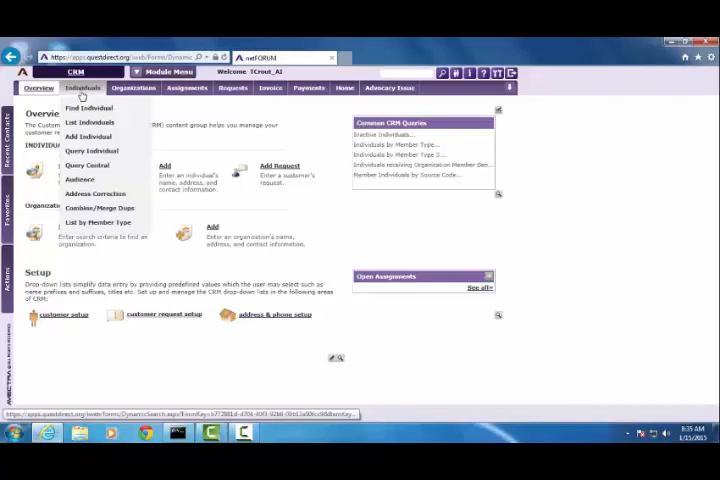 https://apps.questdirect.org/iweb/Forms/Dynamic
netFORUM
CRM
Module Menu
Welcome TCrout_AI
Overview
Individuals
Organizations
Assignments
Requests
Invoice
Payments
Home
Advocacy Issue
Recent Contacts
Favorites
Actions
Find Individual
List Individuals
Add Individual
Query Individual
Query Central
Audience
Address Correction
Combine/Merge Dups
List by Member Type
Overvie
The Custom
customer re
RM) content group helps you manage your
INDIVIDU
Add
Enter an individual's
name, address, and
contact information.
Add Request
Enter a customer's
request.
Organizatio
Enter search criteria to find an
organization.
Add
Enter an organization's name,
address, and contact information.
Setup
Drop-down lists simplify data entry by providing predefined values which the user may select such as
name prefixes and suffixes, titles etc. Set up and manage the CRM drop-down lists in the following areas
of CRM:
customer setup
customer request setup
address & phone setup
Common CRM Queries
Inactive Individuals...
Individuals by Member Type...
Individuals by Member Type 3...
Individuals receiving Organization Member Ben...
Member Individuals by Source Code...
Open Assignments
See all»
8:35 AM
1/15/2015